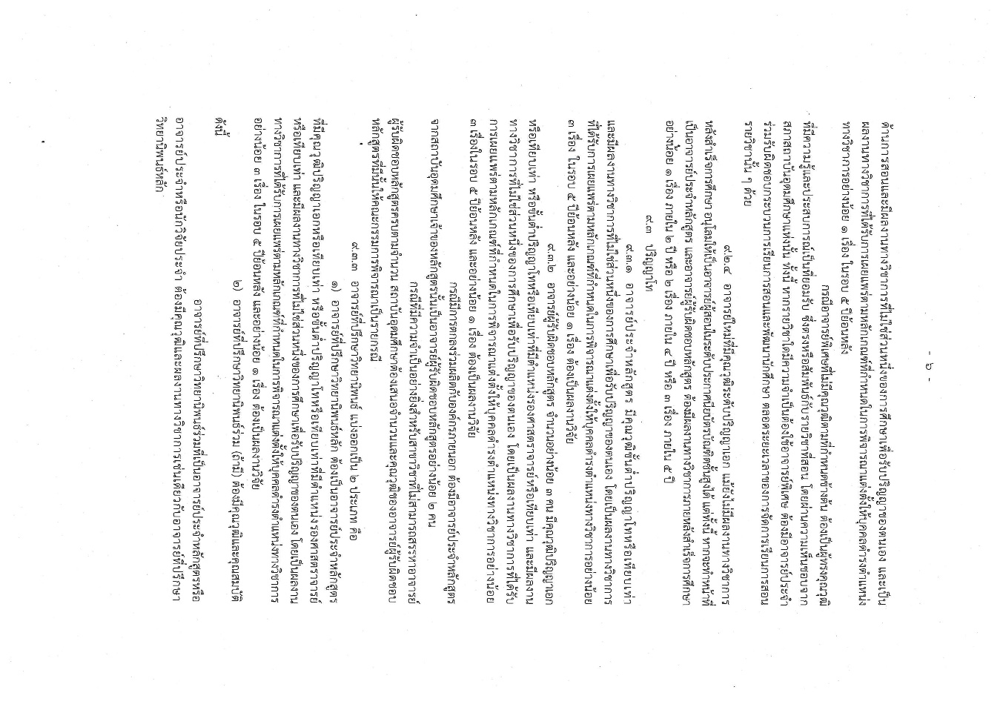 - ๖ -
ด้านการสอนและมีผลงานทางวิชาการที่ไม่ใช่ส่วนหนึ่งของการศึกษาเพื่อรับปริญญาของตนเอง และเป็น
ผลงานทางวิชาการที่ได้รับการเผยแพร่ตามหลักเกณฑ์ที่กำหนดในการพิจารณาแต่งตั้งให้บุคคลดำรงตำแหน่ง
ทางวิชาการอย่างน้อย ๑ เรื่อง ในรอบ ๕ ปีย้อนหลัง
กรณีอาจารย์พิเศษที่ไม่มีคุณวุฒิตามที่กำหนดข้างต้น ต้องเป็นผู้ทรงคุณวุฒิ
ที่มีความรู้และประสบการณ์เป็นที่ยอมรับ ซึ่งตรงหรือสัมพันธ์กับรายวิชาที่สอน โดยผ่านความเห็นชอบจาก
สภาสถาบันอุดมศึกษาแห่งนั้น ทั้งนี้ หากรายวิชาใดมีความจำเป็นต้องใช้อาจารย์พิเศษ ต้องมีอาจารย์ประจำ
ร่วมรับผิดชอบกระบวนการเรียนการสอนและพัฒนานักศึกษา ตลอดระยะเวลาของการจัดการเรียนการสอน
รายวิชานั้น ๆ ด้วย
๙.๒.๔ อาจารย์ใหม่ที่มีคุณวุฒิระดับปริญญาเอก แม้ยังไม่มีผลงานทางวิชาการ
หลังสำเร็จการศึกษา อนุโลมให้เป็นอาจารย์ผู้สอนในระดับประกาศนียบัตรบัณฑิตชั้นสูงได้ แต่ทั้งนี้ หากจะทำหน้าที่
เป็นอาจารย์ประจำหลักสูตร และอาจารย์ผู้รับผิดชอบหลักสูตร ต้องมีผลงานทางวิชาการภายหลังสำเร็จการศึกษา
อย่างน้อย ๑ เรื่อง ภายใน ๒ ปี หรือ ๒ เรื่อง ภายใน ๔ ปี หรือ ๓ เรื่อง ภายใน ๕ ปี
๙.๓ ปริญญาโท
๙.๓.๑ อาจารย์ประจำหลักสูตร มีคุณวุฒิขั้นต่ำปริญญาโทหรือเทียบเท่า
และมีผลงานทางวิชาการที่ไม่ใช่ส่วนหนึ่งของการศึกษาเพื่อรับปริญญาของตนเอง โดยเป็นผลงานทางวิชาการ
ที่ได้รับการเผยแพร่ตามหลักเกณฑ์ที่กำหนดในการพิจารณาแต่งตั้งให้บุคคลดำรงตำแหน่งทางวิชาการอย่างน้อย
๓ เรื่อง ในรอบ ๕ ปีย้อนหลัง และอย่างน้อย ๑ เรื่อง ต้องเป็นผลงานวิจัย
๙.๓.๒ อาจารย์ผู้รับผิดชอบหลักสูตร จำนวนอย่างน้อย ๓ คน มีคุณวุฒิปริญญาเอก
หรือเทียบเท่า หรือขั้นต่ำปริญญาโทหรือเทียบเท่าที่มีตำแหน่งรองศาสตราจารย์หรือเทียบเท่า และมีผลงาน
ทางวิชาการที่ไม่ใช่ส่วนหนึ่งของการศึกษาเพื่อรับปริญญาของตนเอง โดยเป็นผลงานทางวิชาการที่ได้รับ
การเผยแพร่ตามหลักเกณฑ์ที่กำหนดในการพิจารณาแต่งตั้งให้บุคคลดำรงตำแหน่งทางวิชาการอย่างน้อย
๓ เรื่องในรอบ ๕ ปีย้อนหลัง และอย่างน้อย ๑ เรื่อง ต้องเป็นผลงานวิจัย
กรณีมีการตกลงร่วมผลิตกับองค์กรภายนอก ต้องมีอาจารย์ประจำหลักสูตร
จากสถาบันอุดมศึกษาเจ้าของหลักสูตรนั้นเป็นอาจารย์ผู้รับผิดชอบหลักสูตรอย่างน้อย ๒ คน
กรณีที่มีความจำเป็นอย่างยิ่งสำหรับสาขาวิชาที่ไม่สามารถสรรหาอาจารย์
ผู้รับผิดชอบหลักสูตรครบตามจำนวน สถาบันอุดมศึกษาต้องเสนอจำนวนและคุณวุฒิของอาจารย์ผู้รับผิดชอบ
หลักสูตรที่มีนั้นให้คณะกรรมการพิจารณาเป็นรายกรณี
๙.๓.๓ อาจารย์ที่ปรึกษาวิทยานิพนธ์ แบ่งออกเป็น ๒ ประเภท คือ
๑) อาจารย์ที่ปรึกษาวิทยานิพนธ์หลัก ต้องเป็นอาจารย์ประจำหลักสูตร
ที่มีคุณวุฒิปริญญาเอกหรือเทียบเท่า หรือขั้นต่ำปริญญาโทหรือเทียบเท่าที่มีตำแหน่งรองศาสตราจารย์
หรือเทียบเท่า และมีผลงานทางวิชาการที่ไม่ใช่ส่วนหนึ่งของการศึกษาเพื่อรับปริญญาของตนเอง โดยเป็นผลงาน
ทางวิชาการที่ได้รับการเผยแพร่ตามหลักเกณฑ์ที่กำหนดในการพิจารณาแต่งตั้งให้บุคคลดำรงตำแหน่งทางวิชาการ
อย่างน้อย ๓ เรื่อง ในรอบ ๕ ปีย้อนหลัง และอย่างน้อย ๑ เรื่อง ต้องเป็นผลงานวิจัย
๒) อาจารย์ที่ปรึกษาวิทยานิพนธ์ร่วม (ถ้ามี) ต้องมีคุณวุฒิและคุณสมบัติ
ดังนี้
อาจารย์ที่ปรึกษาวิทยานิพนธ์ร่วมที่เป็นอาจารย์ประจำหลักสูตรหรือ
อาจารย์ประจำหรือนักวิจัยประจำ ต้องมีคุณวุฒิและผลงานทางวิชาการเช่นเดียวกับอาจารย์ที่ปรึกษา
วิทยานิพนธ์หลัก